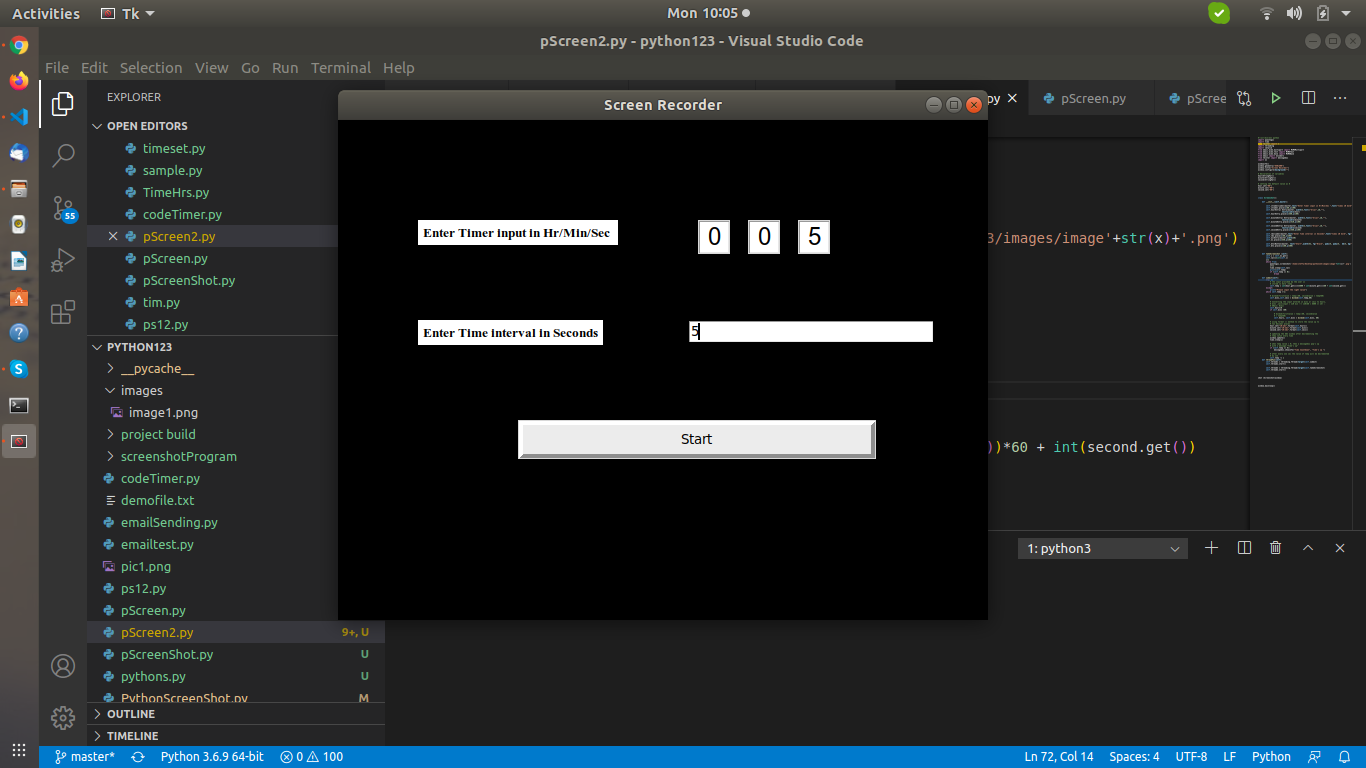 Activities Tk Mon 10:05
pScreen2.py - python123 - Visual Studio Code
File Edit Selection View Go Run Terminal Help
EXPLORER
OPEN EDITORS
timeset.py
sample.py
TimeHrs.py
codeTimer.py
pScreen2.py
pScreen.py
pScreenShot.py
tim.py
ps12.py
PYTHON123
__pycache__
images
image1.png
project build
screenshotProgram
codeTimer.py
demofile.txt
emailSending.py
emailtest.py
pic1.png
ps12.py
pScreen.py
pScreen2.py 9+, U
pScreenShot.py U
pythons.py U
PythonScreenShot.py M
OUTLINE
TIMELINE
55
Screen Recorder
Enter Timer input in Hr/Min/Sec 0 0 5
Enter Time interval in Seconds 5
Start
py pScreen.py pScree
3/images/image'+str(x)+'.png')
))*60 + int(second.get())
1: python3
master* Python 3.6.9 64-bit 0 100 Ln 72, Col 14 Spaces: 4 UTF-8 LF Python